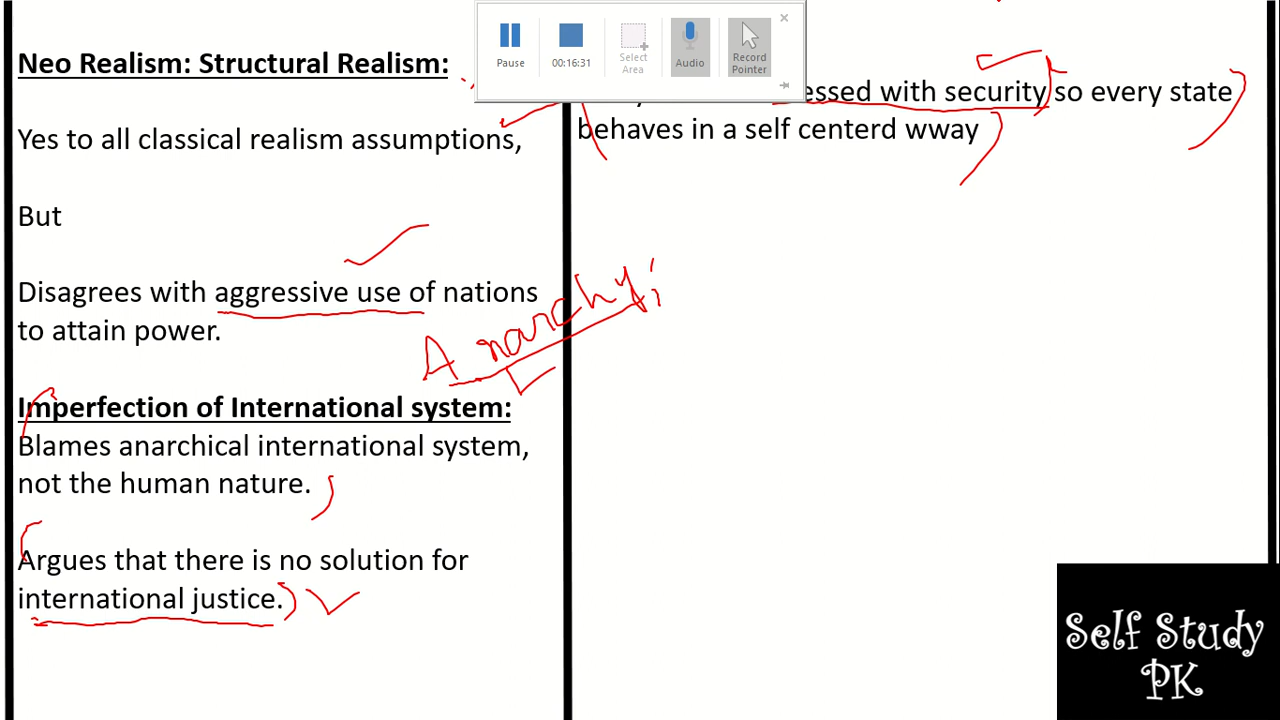 Neo Realism: Structural Realism:
Yes to all classical realism assumptions,
But
Disagrees with aggressive use of nations
to attain power.
Imperfection of International system:
Blames anarchical international system,
not the human nature.
Argues that there is no solution for
international justice.
Anarchy;
essed with security so every state
behaves in a self centerd wway
Pause
00:16:31
Select
Area
Audio
Record
Pointer
Self Study
PK